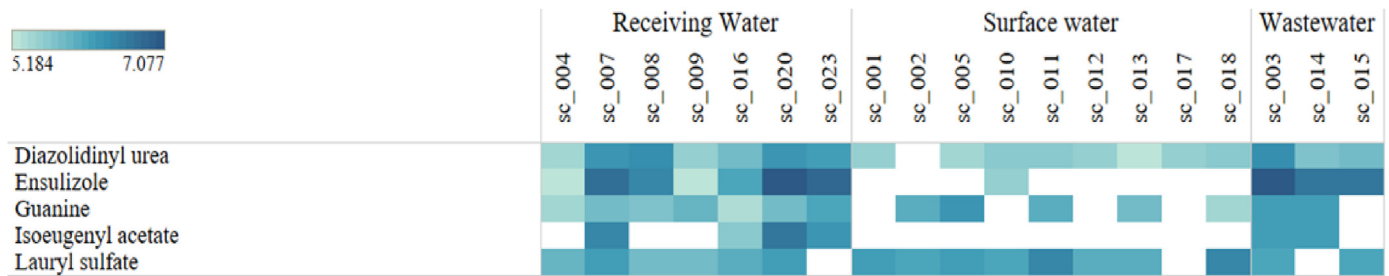 Receiving Water Surface water Wastewater
5.184 7.077
sc_004 sc_007 sc_008 sc_009 sc_016 sc_020 sc_023 sc_001 sc_002 sc_005 sc_010 sc_011 sc_012 sc_013 sc_017 sc_018 sc_003 sc_014 sc_015
Diazolidinyl urea
Ensulizole
Guanine
Isoeugenyl acetate
Lauryl sulfate